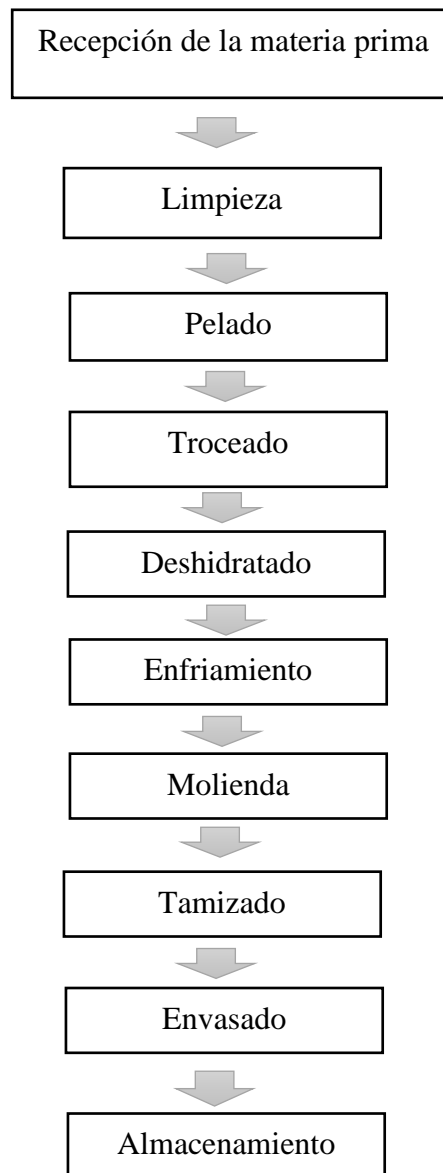 Recepción de la materia prima
Limpieza
Pelado
Troceado
Deshidratado
Enfriamiento
Molienda
Tamizado
Envasado
Almacenamiento